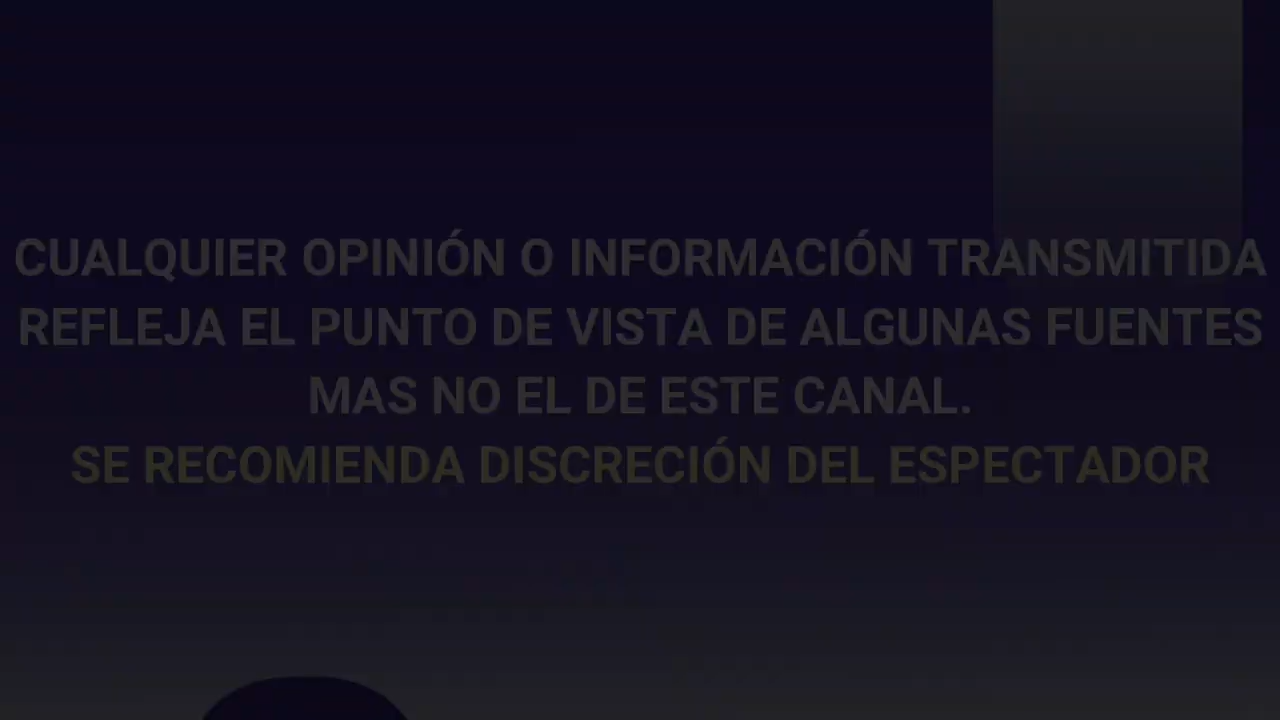 CUALQUIER OPINIÓN O INFORMACIÓN TRANSMITIDA
REFLEJA EL PUNTO DE VISTA DE ALGUNAS FUENTES
MAS NO EL DE ESTE CANAL.
SE RECOMIENDA DISCRECIÓN DEL ESPECTADOR